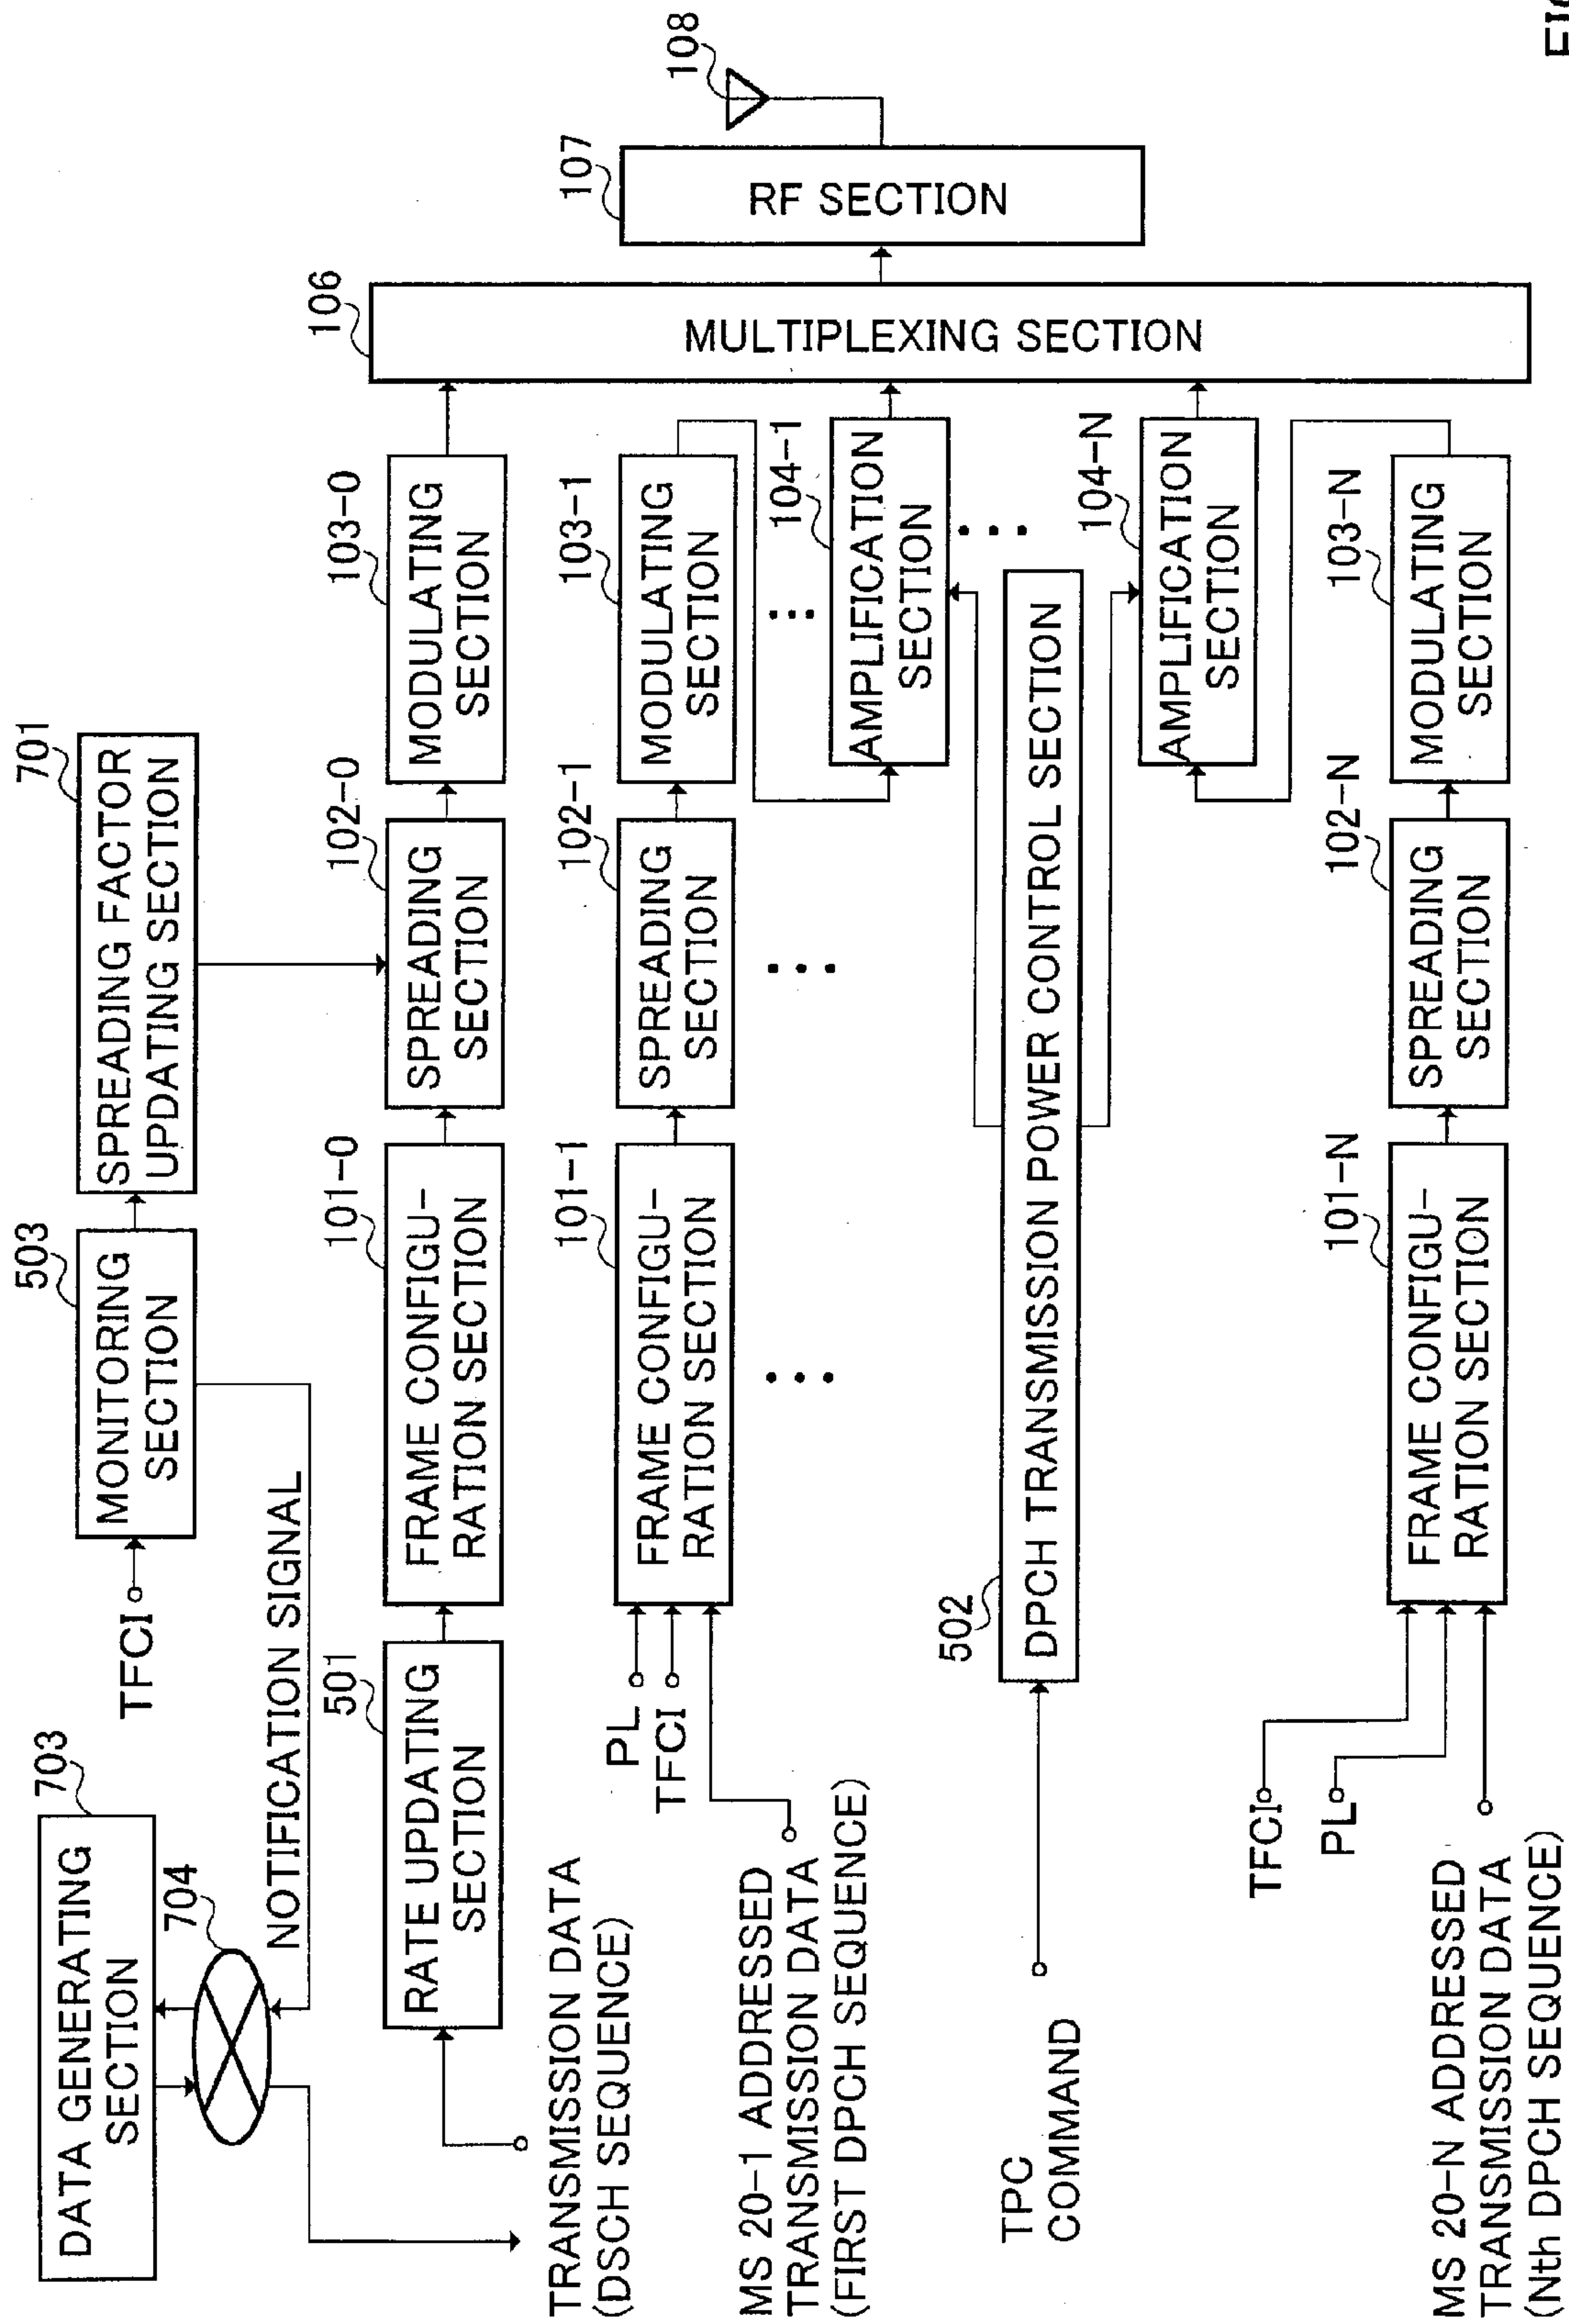 DATA GENERATING
SECTION
703
704
NOTIFICATION SIGNAL
TFCI
MONITORING
SECTION
503
SPREADING FACTOR
UPDATING SECTION
701
RATE UPDATING
SECTION
501
FRAME CONFIGU-
RATION SECTION
101-0
SPREADING
SECTION
102-0
MODULATING
SECTION
103-0
TRANSMISSION DATA
(DSCH SEQUENCE)
PL
TFCI
MS 20-1 ADDRESSED
TRANSMISSION DATA
(FIRST DPCH SEQUENCE)
FRAME CONFIGU-
RATION SECTION
101-1
SPREADING
SECTION
102-1
MODULATING
SECTION
103-1
AMPLIFICATION
SECTION
104-1
TPC
COMMAND
502
DPCH TRANSMISSION POWER CONTROL SECTION
AMPLIFICATION
SECTION
104-N
TFCI
PL
MS 20-N ADDRESSED
TRANSMISSION DATA
(Nth DPCH SEQUENCE)
FRAME CONFIGU-
RATION SECTION
101-N
SPREADING
SECTION
102-N
MODULATING
SECTION
103-N
106
MULTIPLEXING SECTION
107
RF SECTION
108